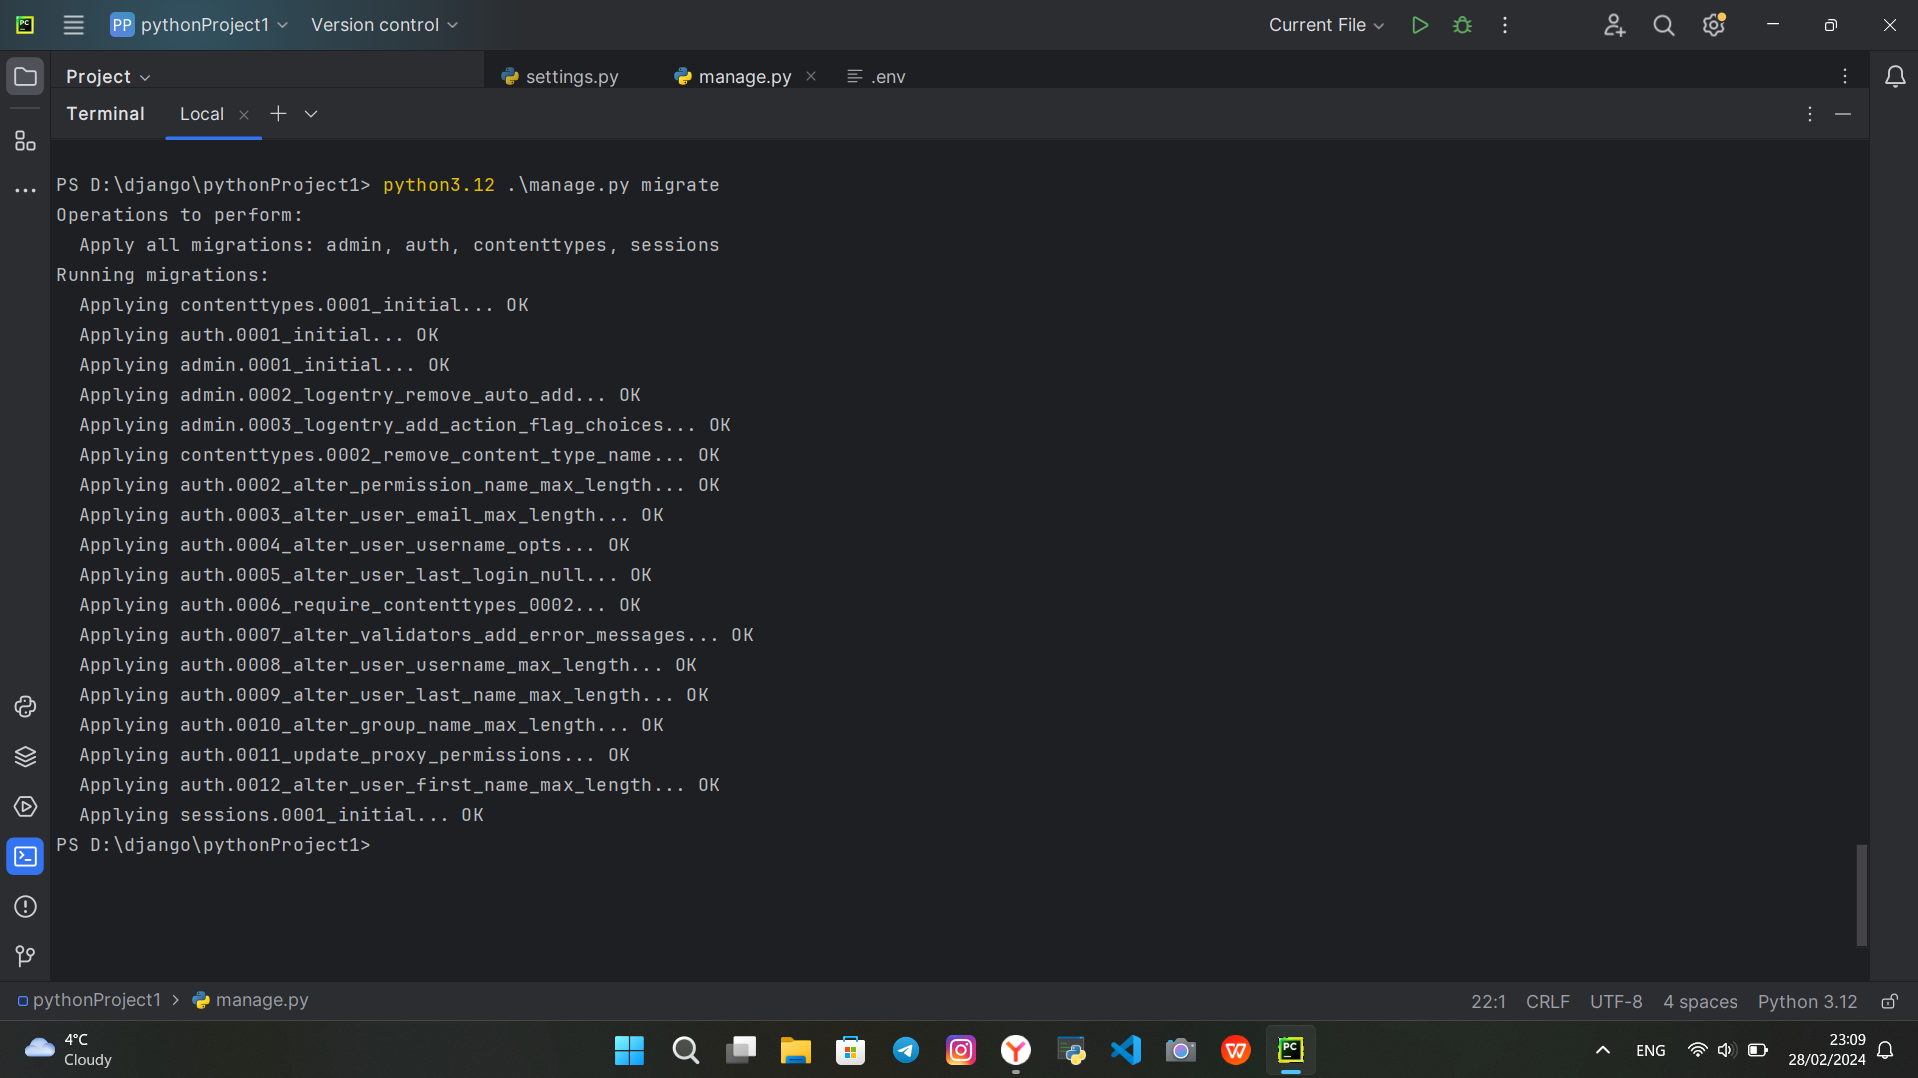 PP pythonProject1 Version control Current File
Project settings.py manage.py .env
Terminal Local
PS D:\django\pythonProject1> python3.12 .\manage.py migrate
Operations to perform:
  Apply all migrations: admin, auth, contenttypes, sessions
Running migrations:
  Applying contenttypes.0001_initial... OK
  Applying auth.0001_initial... OK
  Applying admin.0001_initial... OK
  Applying admin.0002_logentry_remove_auto_add... OK
  Applying admin.0003_logentry_add_action_flag_choices... OK
  Applying contenttypes.0002_remove_content_type_name... OK
  Applying auth.0002_alter_permission_name_max_length... OK
  Applying auth.0003_alter_user_email_max_length... OK
  Applying auth.0004_alter_user_username_opts... OK
  Applying auth.0005_alter_user_last_login_null... OK
  Applying auth.0006_require_contenttypes_0002... OK
  Applying auth.0007_alter_validators_add_error_messages... OK
  Applying auth.0008_alter_user_username_max_length... OK
  Applying auth.0009_alter_user_last_name_max_length... OK
  Applying auth.0010_alter_group_name_max_length... OK
  Applying auth.0011_update_proxy_permissions... OK
  Applying auth.0012_alter_user_first_name_max_length... OK
  Applying sessions.0001_initial... OK
PS D:\django\pythonProject1>
pythonProject1 > manage.py 22:1 CRLF UTF-8 4 spaces Python 3.12
4°C
Cloudy
ENG
23:09
28/02/2024